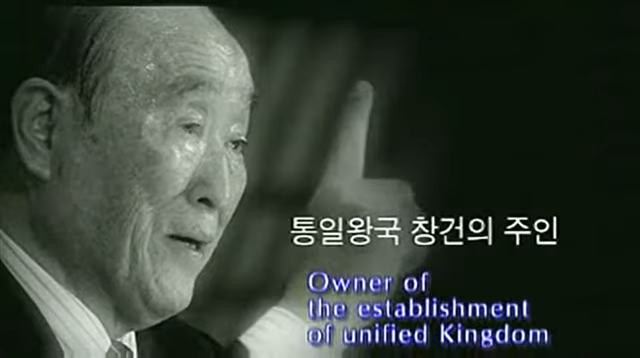 통일왕국 창건의 주인
Owner of
the establishment
of unified Kingdom